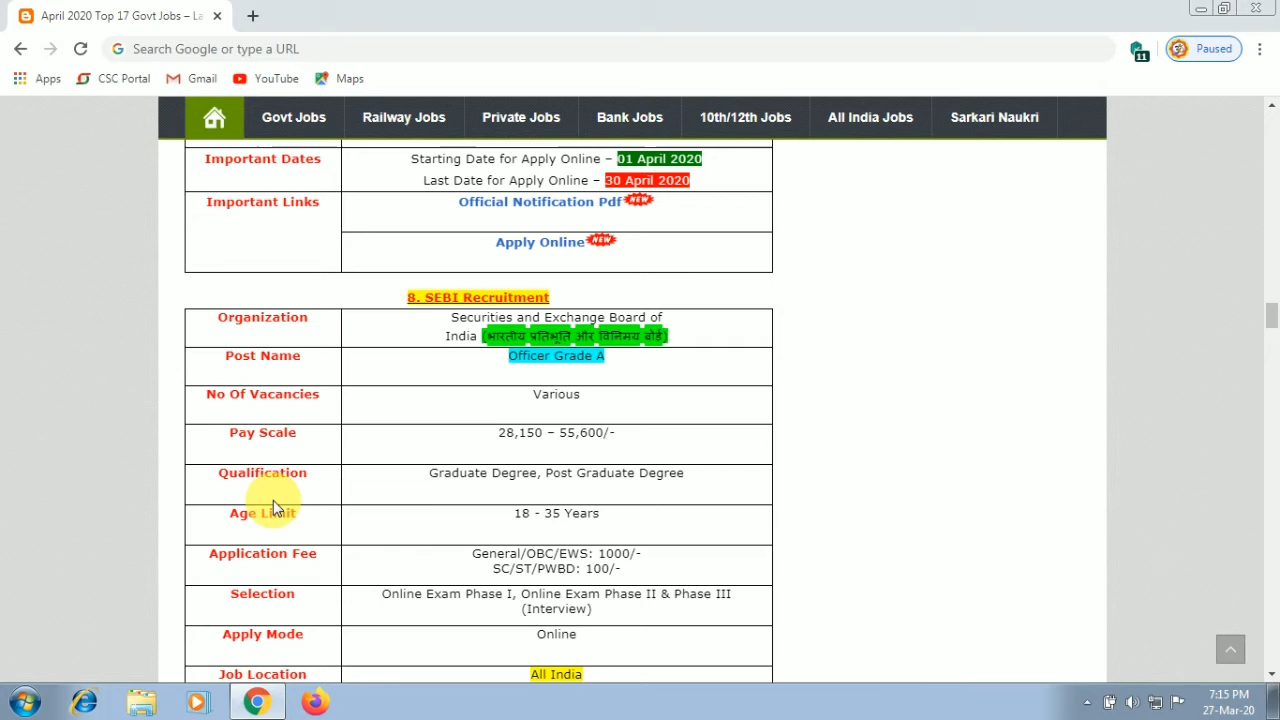 April 2020 Top 17 Govt Jobs – La
Search Google or type a URL
11
Paused
Apps
CSC Portal
Gmail
YouTube
Maps
Govt Jobs
Railway Jobs
Private Jobs
Bank Jobs
10th/12th Jobs
All India Jobs
Sarkari Naukri
Important Dates
Starting Date for Apply Online – 01 April 2020
Last Date for Apply Online – 30 April 2020
Important Links
Official Notification Pdf NEW
Apply Online NEW
8. SEBI Recruitment
Organization
Securities and Exchange Board of
India (भारतीय प्रतिभूति और विनिमय बोर्ड)
Post Name
Officer Grade A
No Of Vacancies
Various
Pay Scale
28,150 – 55,600/-
Qualification
Graduate Degree, Post Graduate Degree
Age Limit
18 - 35 Years
Application Fee
General/OBC/EWS: 1000/-
SC/ST/PWBD: 100/-
Selection
Online Exam Phase I, Online Exam Phase II & Phase III
(Interview)
Apply Mode
Online
Job Location
All India
7:15 PM
27-Mar-20